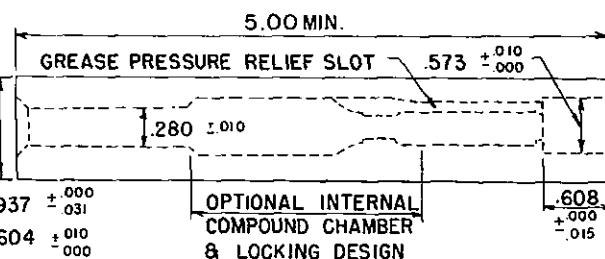 5.00 MIN.
GREASE PRESSURE RELIEF SLOT .573 ±.010 .000
.280 ±.010
937 ±.000 .031
604 ±.010 .000
OPTIONAL INTERNAL
COMPOUND CHAMBER
& LOCKING DESIGN
.608
±.000
.015